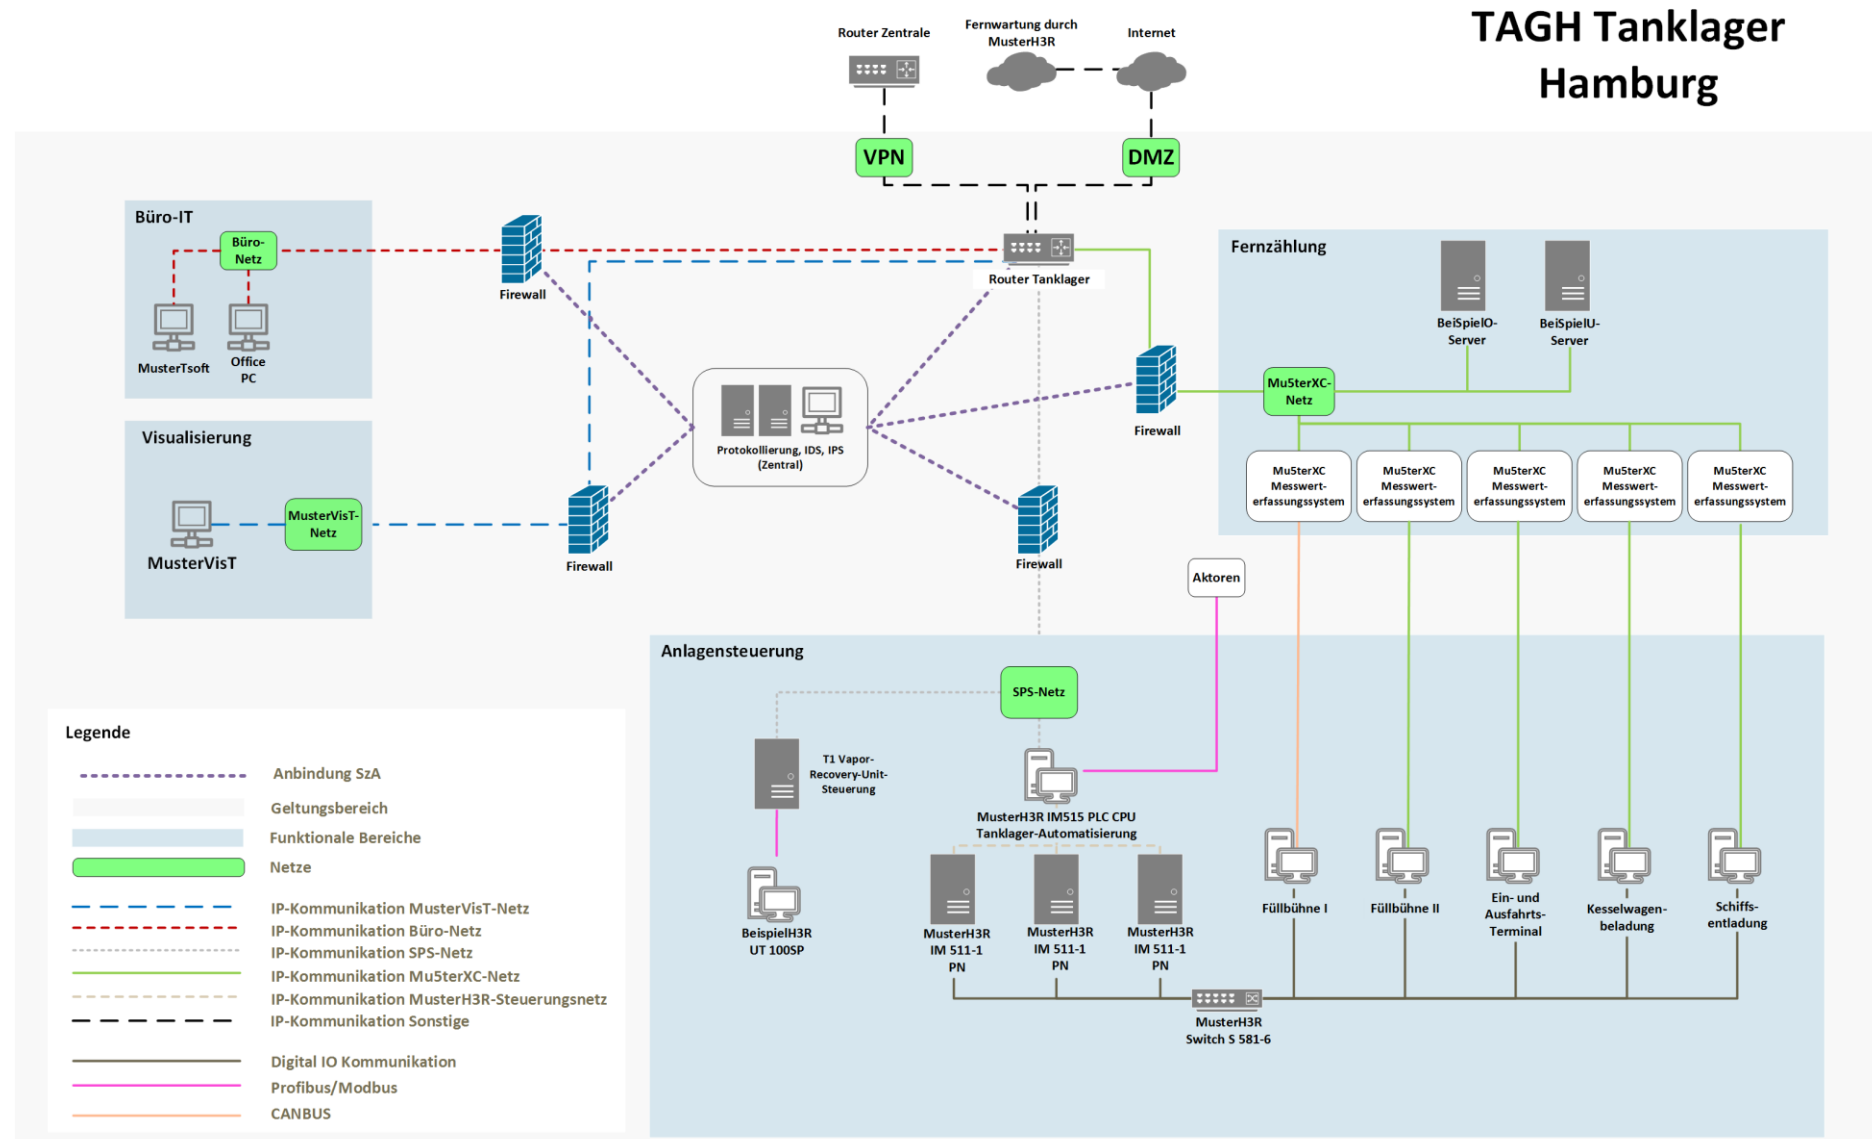 TAGH Tanklager
Hamburg
Router Zentrale
Fernwartung durch
MusterH3R
Internet
VPN
DMZ
Büro-IT
Büro-
Netz
MusterTsoft
Office
PC
Firewall
Router Tanklager
Fernzählung
BeiSpielO-
Server
BeiSpielU-
Server
Mu5terXC-
Netz
Firewall
Visualisierung
MusterVisT
MusterVisT-
Netz
Firewall
Protokollierung, IDS, IPS
(Zentral)
Firewall
Mu5terXC
Messwert-
erfassungssystem
Mu5terXC
Messwert-
erfassungssystem
Mu5terXC
Messwert-
erfassungssystem
Mu5terXC
Messwert-
erfassungssystem
Mu5terXC
Messwert-
erfassungssystem
Aktoren
Anlagensteuerung
SPS-Netz
T1 Vapor-
Recovery-Unit-
Steuerung
MusterH3R IM515 PLC CPU
Tanklager-Automatisierung
BeispielH3R
UT 100SP
MusterH3R
IM 511-1
PN
MusterH3R
IM 511-1
PN
MusterH3R
IM 511-1
PN
Füllbühne I
Füllbühne II
Ein- und
Ausfahrts-
Terminal
Kesselwagen-
beladung
Schiffs-
entladung
MusterH3R
Switch S 581-6
Legende
Anbindung SzA
Geltungsbereich
Funktionale Bereiche
Netze
IP-Kommunikation MusterVisT-Netz
IP-Kommunikation Büro-Netz
IP-Kommunikation SPS-Netz
IP-Kommunikation Mu5terXC-Netz
IP-Kommunikation MusterH3R-Steuerungsnetz
IP-Kommunikation Sonstige
Digital IO Kommunikation
Profibus/Modbus
CANBUS